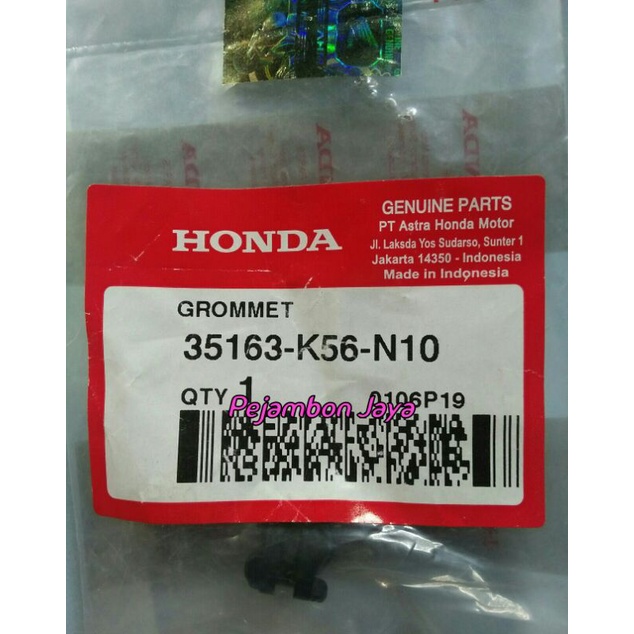 HONDA
GENUINE PARTS
PT Astra Honda Motor
Jl. Laksda Yos Sudarso, Sunter 1
Jakarta 14350 - Indonesia
Made in Indonesia
GROMMET
35163-K56-N10
QTY 1
0106P19
Pejambon Jaya